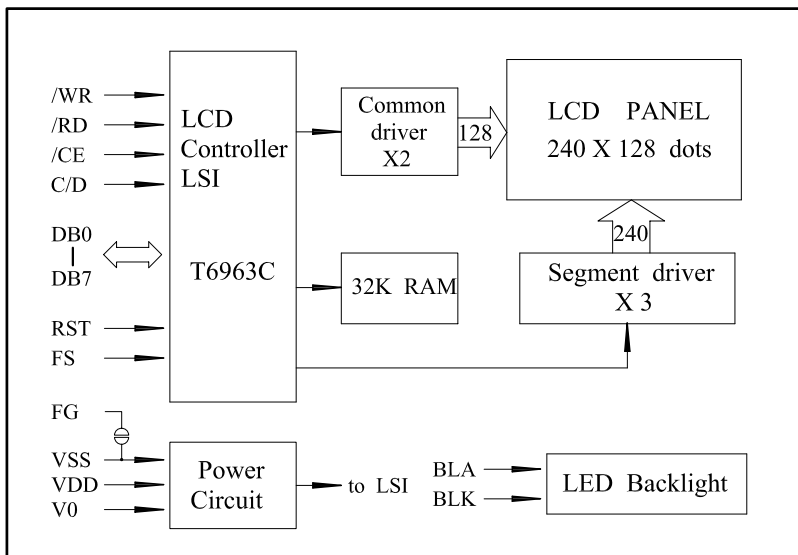 /WR
/RD
/CE
C/D
DB0
DB7
RST
FS
FG
VSS
VDD
V0
LCD
Controller
LSI
T6963C
Common
driver
X2
128
LCD PANEL
240 X 128 dots
240
32K RAM
Segment driver
X 3
Power
Circuit
to LSI
BLA
BLK
LED Backlight